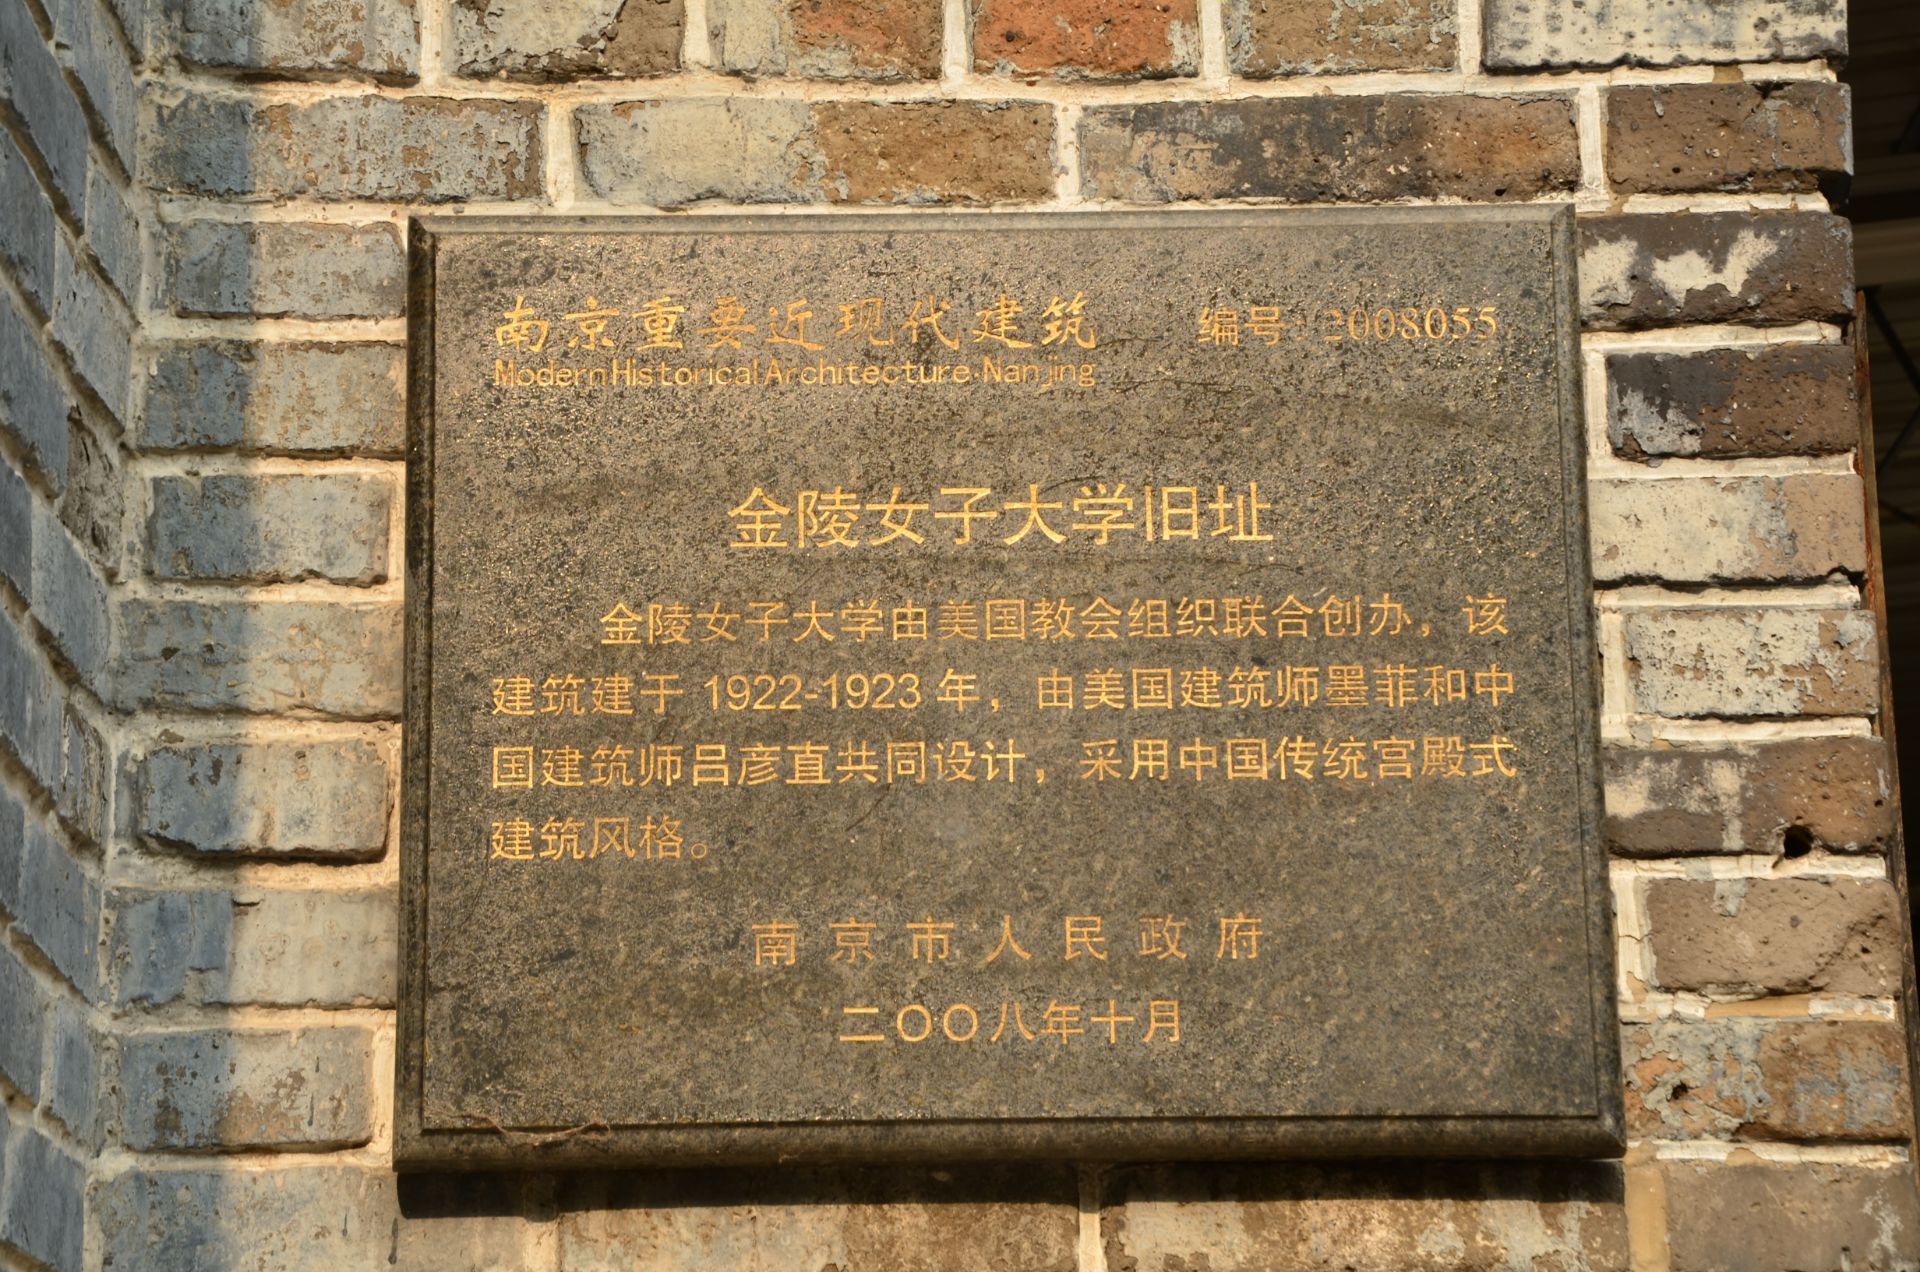 南京重要近现代建筑 编号：2008055
Modern Historical Architecture·Nanjing
金陵女子大学旧址
金陵女子大学由美国教会组织联合创办，该
建筑建于 1922-1923 年，由美国建筑师墨菲和中
国建筑师吕彦直共同设计，采用中国传统宫殿式
建筑风格。
南京市人民政府
二〇〇八年十月